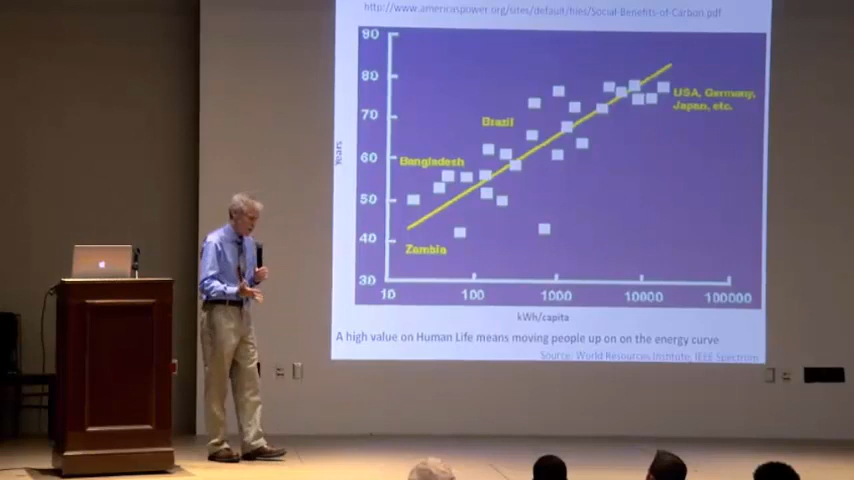 http://www.americaspower.org/sites/default/files/Social-Benefits-of-Carbon.pdf
90
80
USA, Germany,
Japan, etc.
70
Brazil
Years
60
Bangladesh
50
40
Zambia
30
10 100 1000 10000 100000
kWh/capita
A high value on Human Life means moving people up on on the energy curve
Source: World Resources Institute, IEEE Spectrum